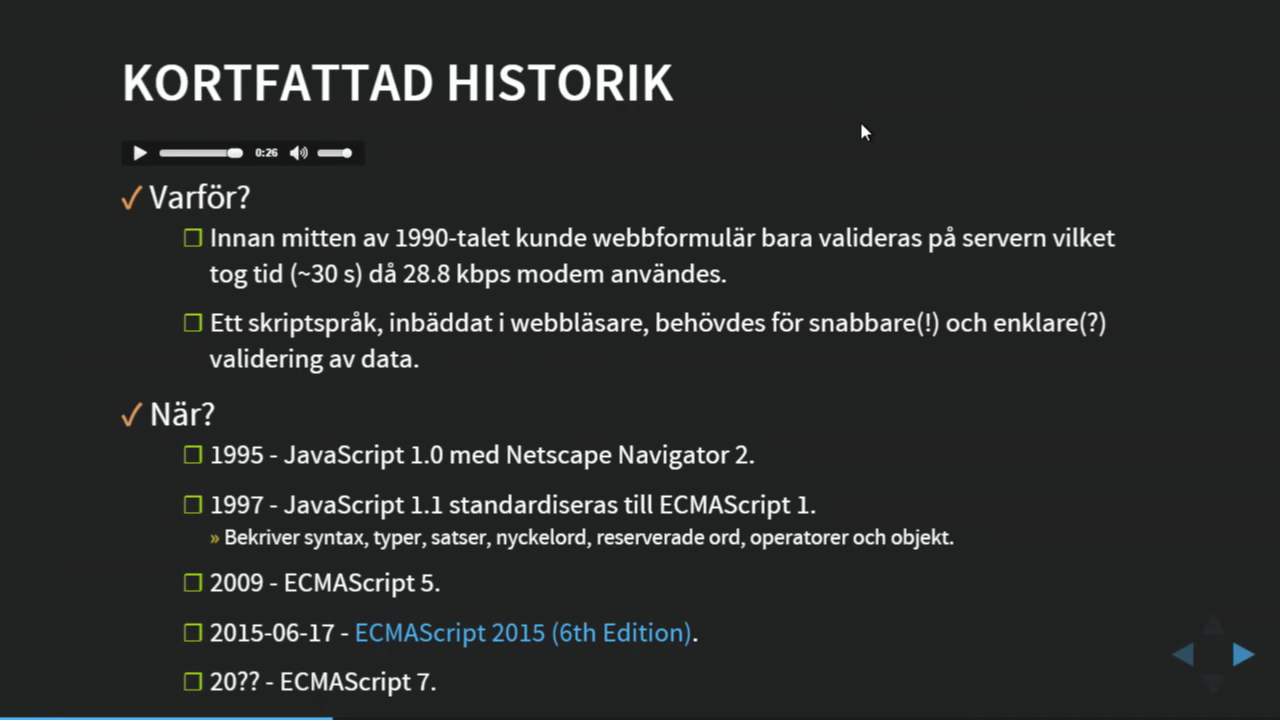 KORTFATTAD HISTORIK
0:26
✓ Varför?
❐ Innan mitten av 1990-talet kunde webbformulär bara valideras på servern vilket
tog tid (~30 s) då 28.8 kbps modem användes.
❐ Ett skriptspråk, inbäddat i webbläsare, behövdes för snabbare(!) och enklare(?)
validering av data.
✓ När?
❐ 1995 - JavaScript 1.0 med Netscape Navigator 2.
❐ 1997 - JavaScript 1.1 standardiseras till ECMAScript 1.
» Bekriver syntax, typer, satser, nyckelord, reserverade ord, operatorer och objekt.
❐ 2009 - ECMAScript 5.
❐ 2015-06-17 - ECMAScript 2015 (6th Edition).
❐ 20?? - ECMAScript 7.